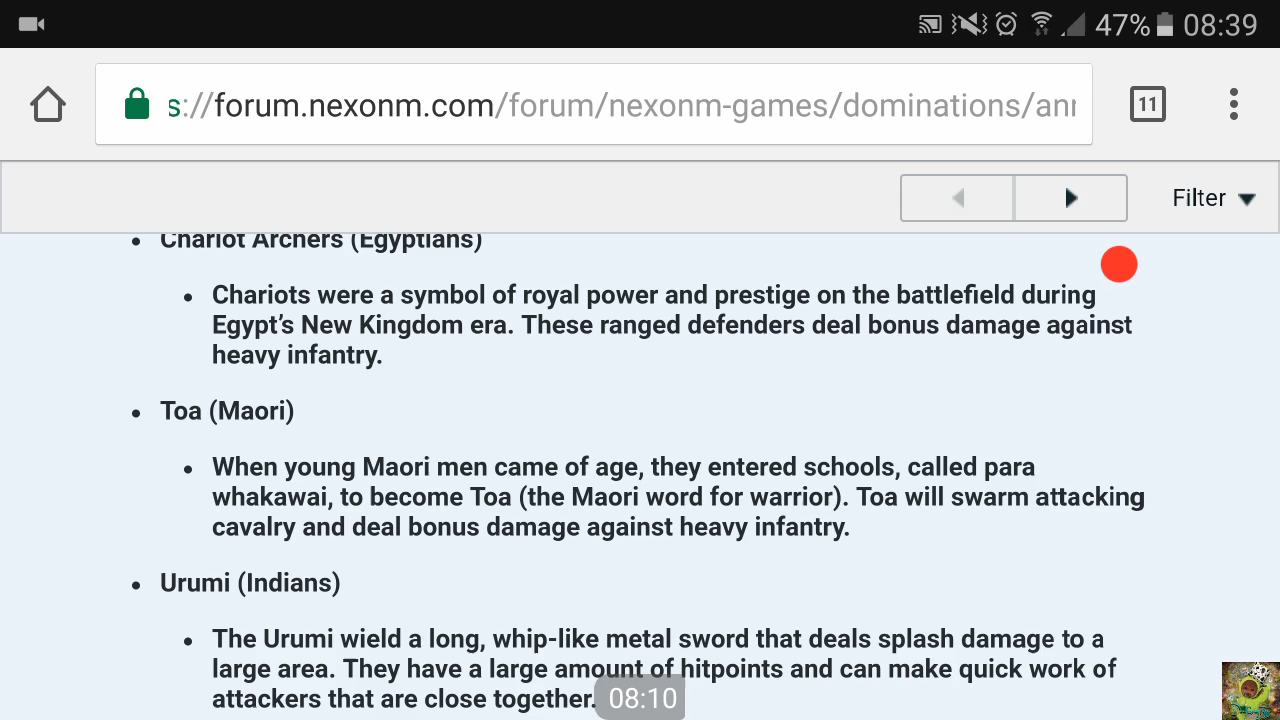 47% 08:39
s://forum.nexonm.com/forum/nexonm-games/dominations/ani
11
Filter
Chariot Archers (Egyptians)
Chariots were a symbol of royal power and prestige on the battlefield during
Egypt’s New Kingdom era. These ranged defenders deal bonus damage against
heavy infantry.
Toa (Maori)
When young Maori men came of age, they entered schools, called para
whakawai, to become Toa (the Maori word for warrior). Toa will swarm attacking
cavalry and deal bonus damage against heavy infantry.
Urumi (Indians)
The Urumi wield a long, whip-like metal sword that deals splash damage to a
large area. They have a large amount of hitpoints and can make quick work of
attackers that are close together.
08:10